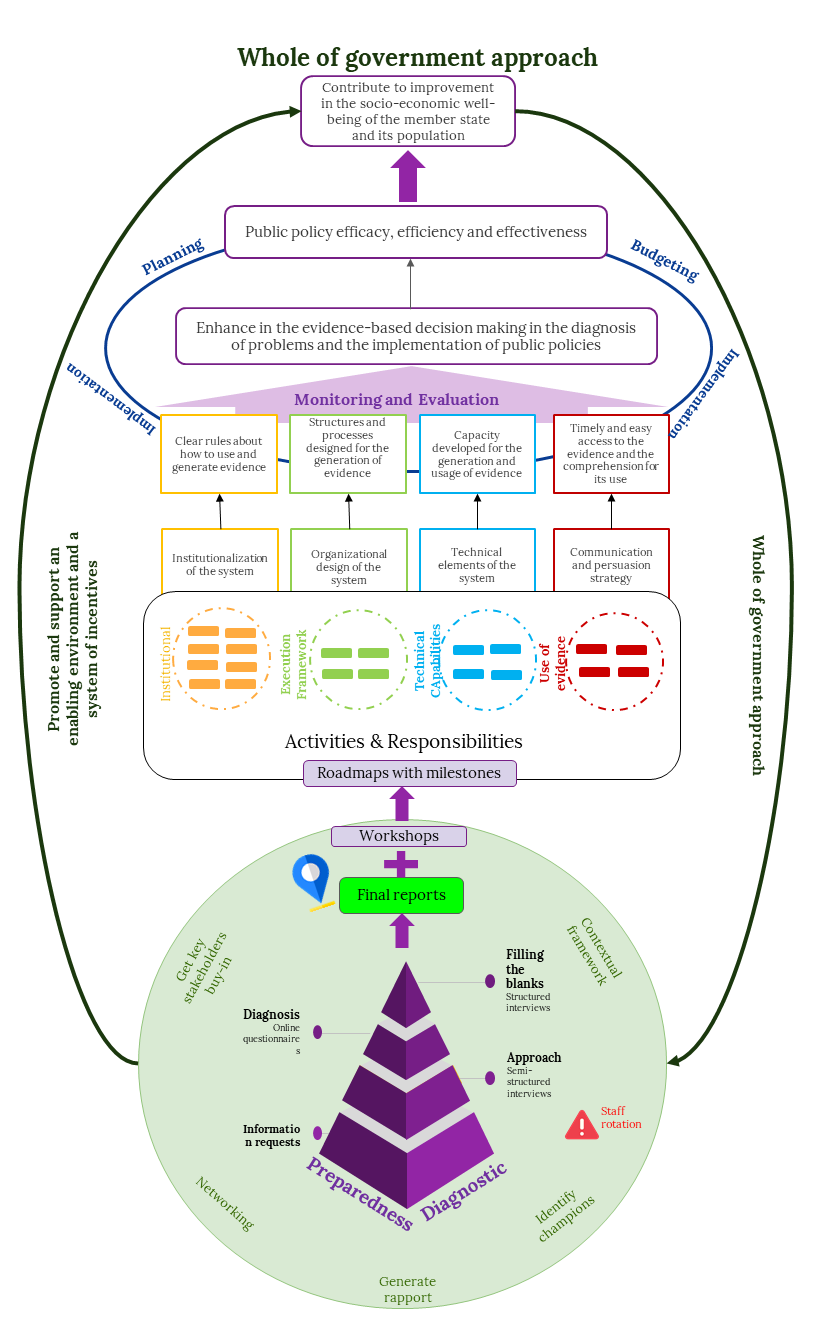 Whole of government approach
Contribute to improvement
in the socio-economic well-
being of the member state
and its population
Public policy efficacy, efficiency and effectiveness
Planning
Budgeting
Enhance in the evidence-based decision making in the diagnosis
of problems and the implementation of public policies
Implementation
Implementation
Monitoring and Evaluation
Clear rules about
how to use and
generate evidence
Structures and
processes
designed for the
generation of
evidence
Capacity
developed for the
generation and
usage of evidence
Timely and easy
access to the
evidence and the
comprehension for
its use
Institutionalization
of the system
Organizational
design of the
system
Technical
elements of the
system
Communication
and persuasion
strategy
Promote and support an
enabling environment and a
system of incentives
Whole of government approach
Institutional
Execution
Framework
Technical
CApabilities
Use of
evidence
Activities & Responsibilities
Roadmaps with milestones
Workshops
Final reports
Get key
stakeholders
buy-in
Contextual
framework
Filling
the
blanks
Structured
interviews
Diagnosis
Online
questionnaire
s
Approach
Semi-
structured
interviews
Staff
rotation
Informatio
n requests
Preparedness
Diagnostic
Networking
Identify
champions
Generate
rapport